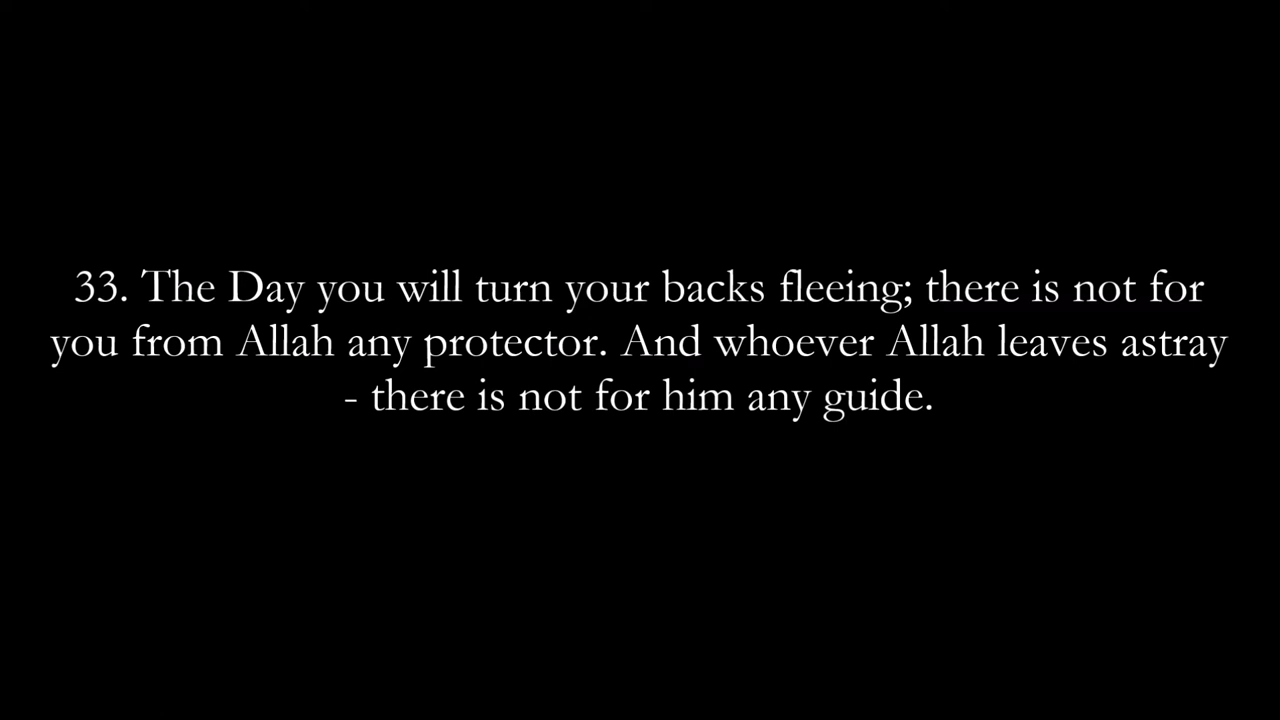 33. The Day you will turn your backs fleeing; there is not for
you from Allah any protector. And whoever Allah leaves astray
- there is not for him any guide.